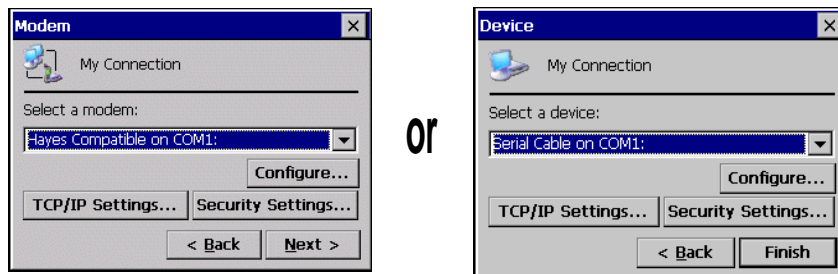 Modem
My Connection
Select a modem:
Hayes Compatible on COM1:
Configure...
TCP/IP Settings... Security Settings...
< Back Next >
or
Device
My Connection
Select a device:
Serial Cable on COM1:
Configure...
TCP/IP Settings... Security Settings...
< Back Finish